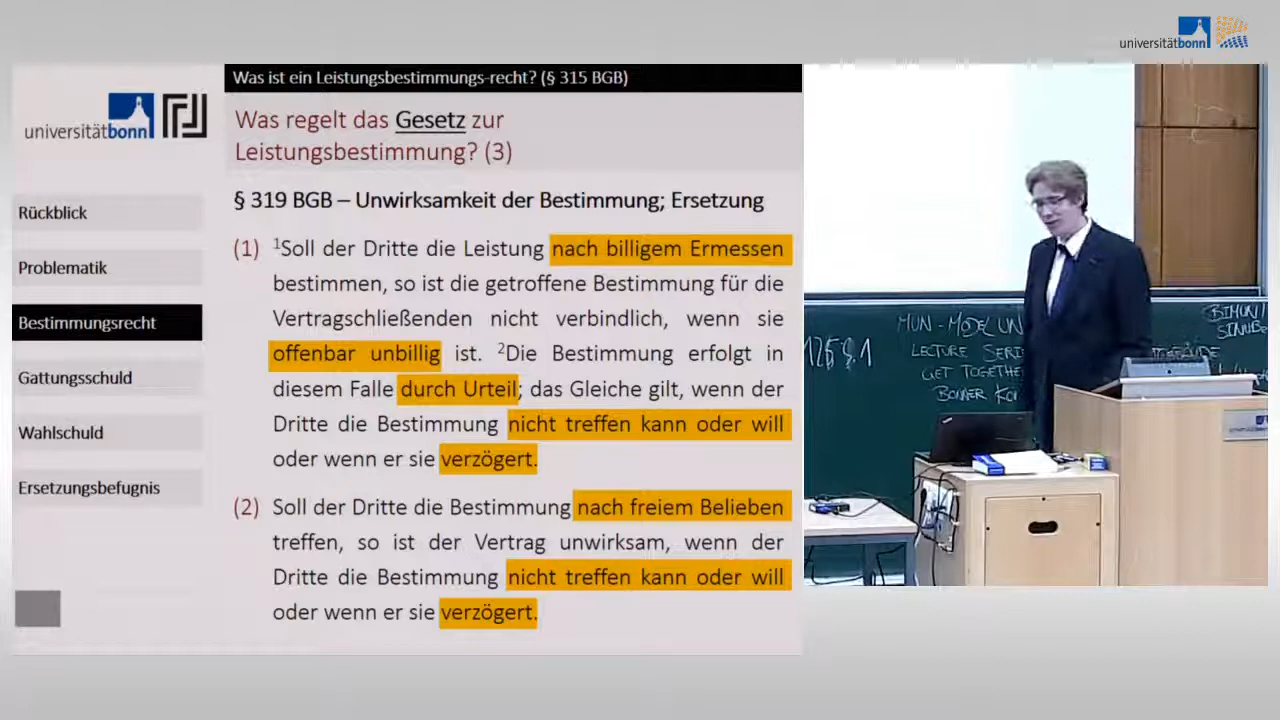 universitätbonn
Was ist ein Leistungsbestimmungs-recht? (§ 315 BGB)
universitätbonn
Was regelt das Gesetz zur
Leistungsbestimmung? (3)
§ 319 BGB – Unwirksamkeit der Bestimmung; Ersetzung
Rückblick
Problematik
Bestimmungsrecht
Gattungsschuld
Wahlschuld
Ersetzungsbefugnis
(1) ¹Soll der Dritte die Leistung nach billigem Ermessen
bestimmen, so ist die getroffene Bestimmung für die
Vertragschließenden nicht verbindlich, wenn sie
offenbar unbillig ist. ²Die Bestimmung erfolgt in
diesem Falle durch Urteil; das Gleiche gilt, wenn der
Dritte die Bestimmung nicht treffen kann oder will
oder wenn er sie verzögert.
(2) Soll der Dritte die Bestimmung nach freiem Belieben
treffen, so ist der Vertrag unwirksam, wenn der
Dritte die Bestimmung nicht treffen kann oder will
oder wenn er sie verzögert.
MUN - MODEL UN
LECTURE SERI
GET TOGETHE
BONNER